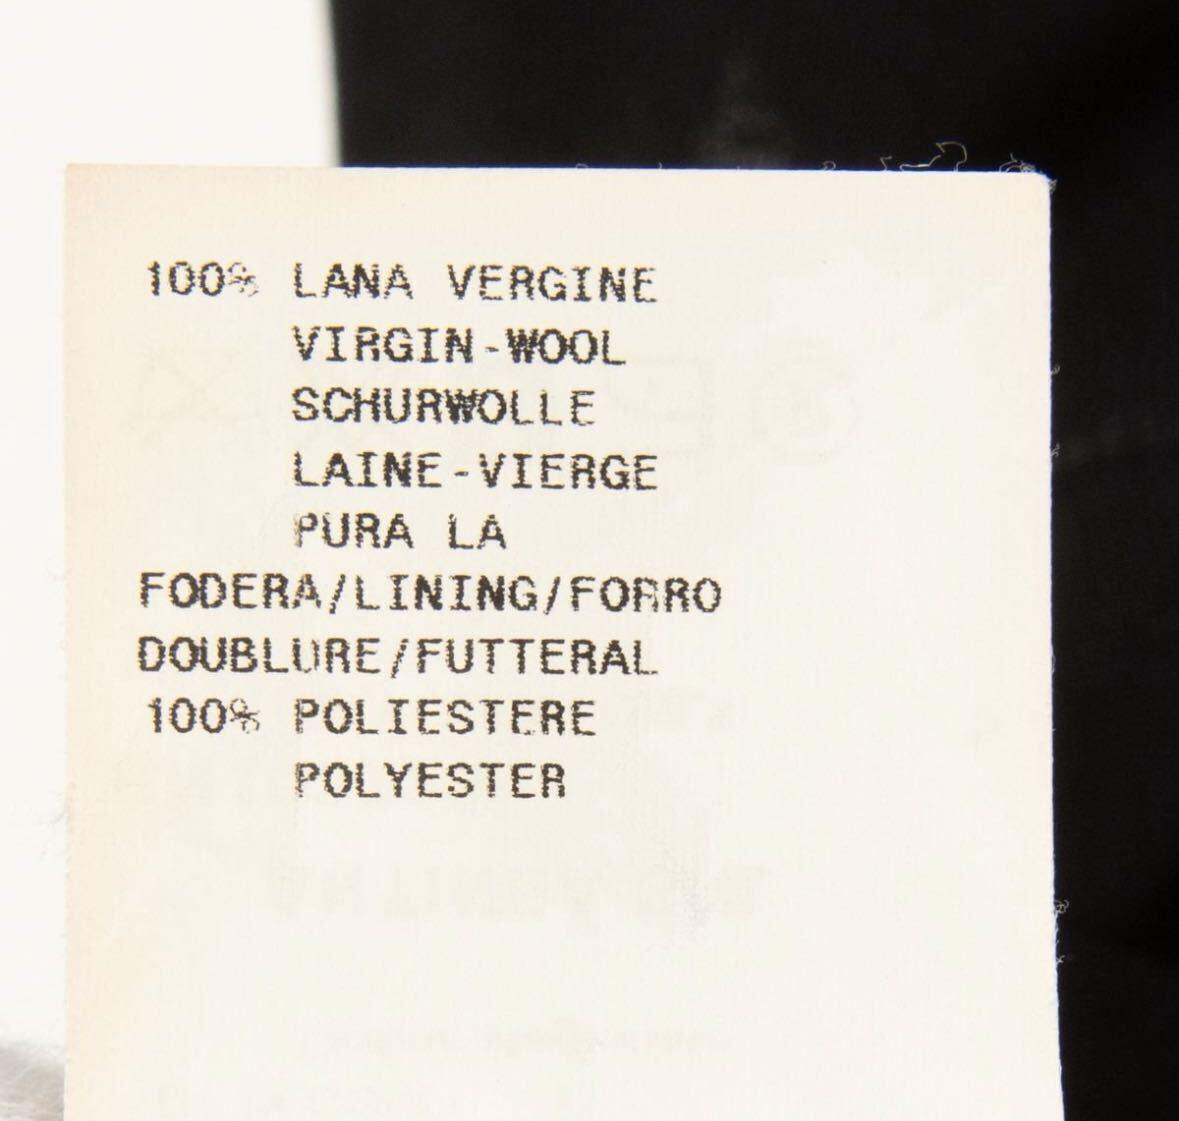 100% LANA VERGINE
VIRGIN-WOOL
SCHURWOLLE
LAINE-VIERGE
PURA LA
FODERA/LINING/FORRO
DOUBLURE/FUTTERAL
100% POLIESTERE
POLYESTER